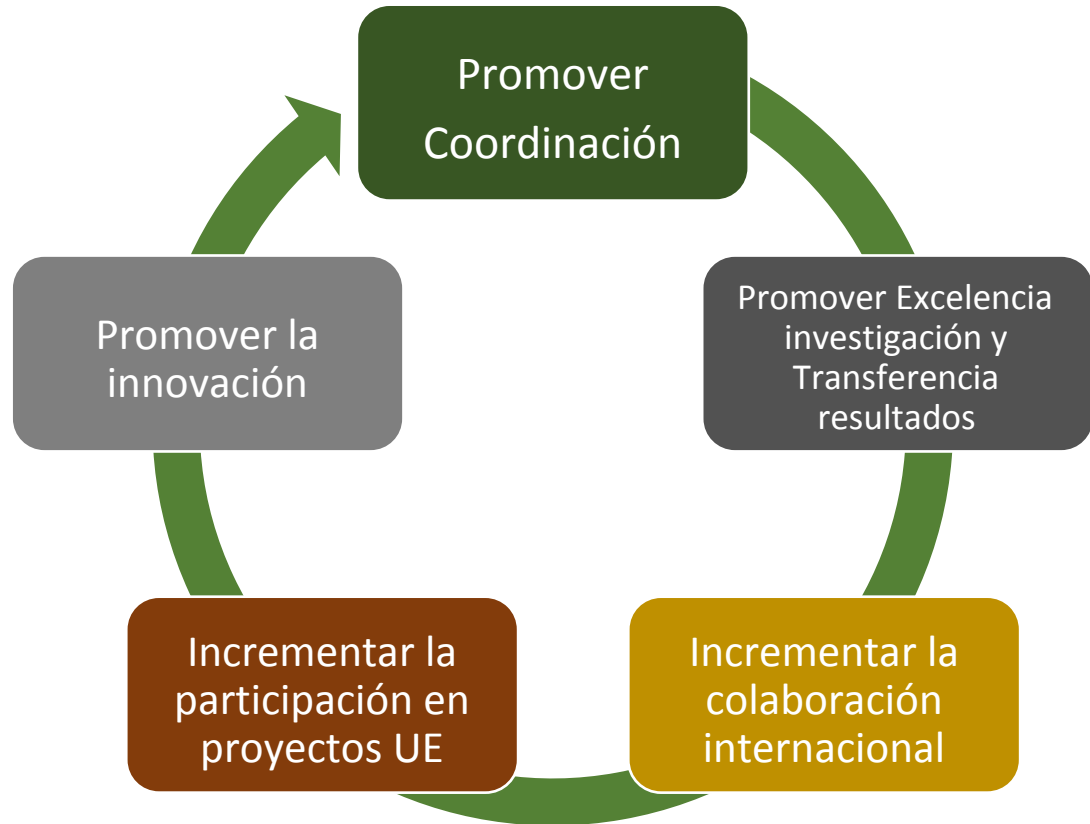 Promover
Coordinación
Promover Excelencia
investigación y
Transferencia
resultados
Incrementar la
colaboración
internacional
Incrementar la
participación en
proyectos UE
Promover la
innovación